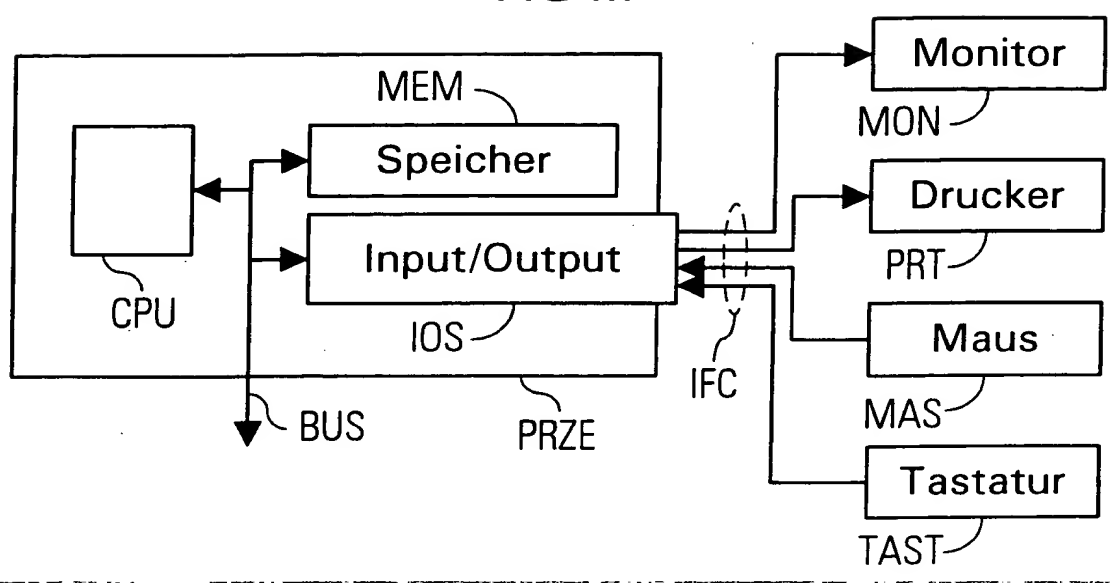 Monitor
MEM
MON
Speicher
Drucker
Input/Output
PRT
CPU
IOS
Maus
IFC
BUS
PRZE
MAS
Tastatur
TAST